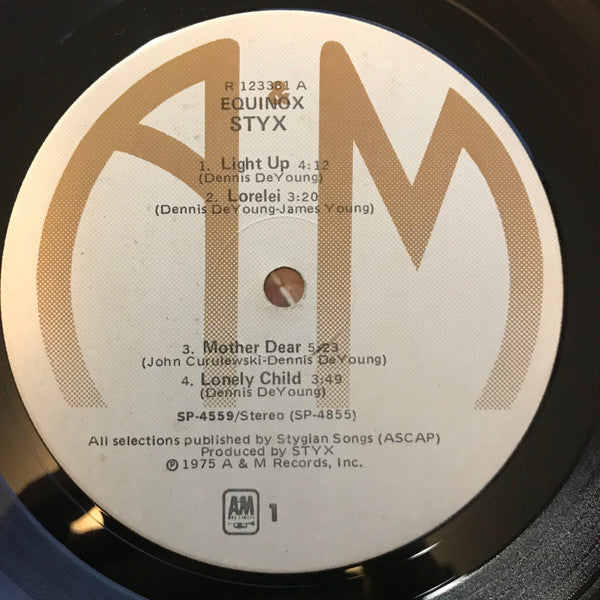 A&M
R 123381 A
EQUINOX
STYX
1. Light Up 4:12
(Dennis DeYoung)
2. Lorelei 3:20
(Dennis DeYoung-James Young)
3. Mother Dear 5:23
(John Curulewski-Dennis DeYoung)
4. Lonely Child 3:49
(Dennis DeYoung)
SP-4559/Stereo (SP-4855)
All selections published by Stygian Songs (ASCAP)
Produced by STYX
℗ 1975 A & M Records, Inc.
A&M
RECORDS
1